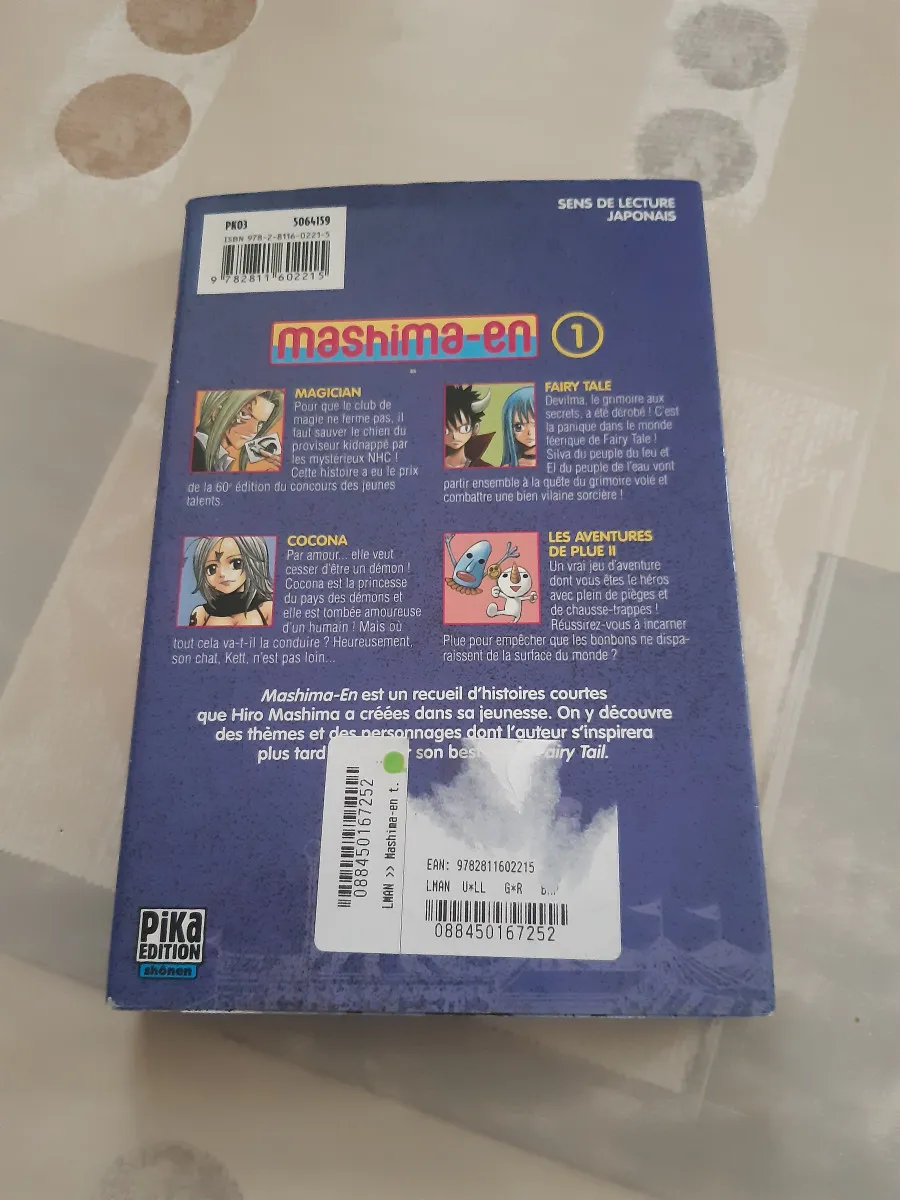 SENS DE LECTURE
JAPONAIS
PK03 5064159
ISBN 978-2-8116-0221-5
9 782811 602215
mashima-en 1
MAGICIAN
Pour que le club de
magie ne ferme pas, il
faut sauver le chien du
proviseur kidnappé par
les mystérieux NHC !
Cette histoire a eu le prix
de la 60e édition du concours des jeunes
talents.
FAIRY TALE
Devilma, le grimoire aux
secrets, a été dérobé ! C'est
la panique dans le monde
féerique de Fairy Tale !
Silva du peuple du feu et
El du peuple de l'eau vont
partir ensemble à la quête du grimoire volé et
combattre une bien vilaine sorcière !
COCONA
Par amour... elle veut
cesser d'être un démon !
Cocona est la princesse
du pays des démons et
elle est tombée amoureuse
d'un humain ! Mais où
tout cela va-t-il la conduire ? Heureusement,
son chat, Kett, n'est pas loin...
LES AVENTURES
DE PLUE II
Un vrai jeu d'aventure
dont vous êtes le héros
avec plein de pièges et
de chausse-trappes !
Réussirez-vous à incarner
Plue pour empêcher que les bonbons ne dispa-
raissent de la surface du monde ?
Mashima-En est un recueil d'histoires courtes
que Hiro Mashima a créées dans sa jeunesse. On y découvre
des thèmes et des personnages dont l'auteur s'inspirera
plus tard son best Fairy Tail.
088450167252
LMAN >> Mashima-en t.
EAN: 9782811602215
LMAN U*LL G*R
088450167252
PiKa
EDITION
shônen